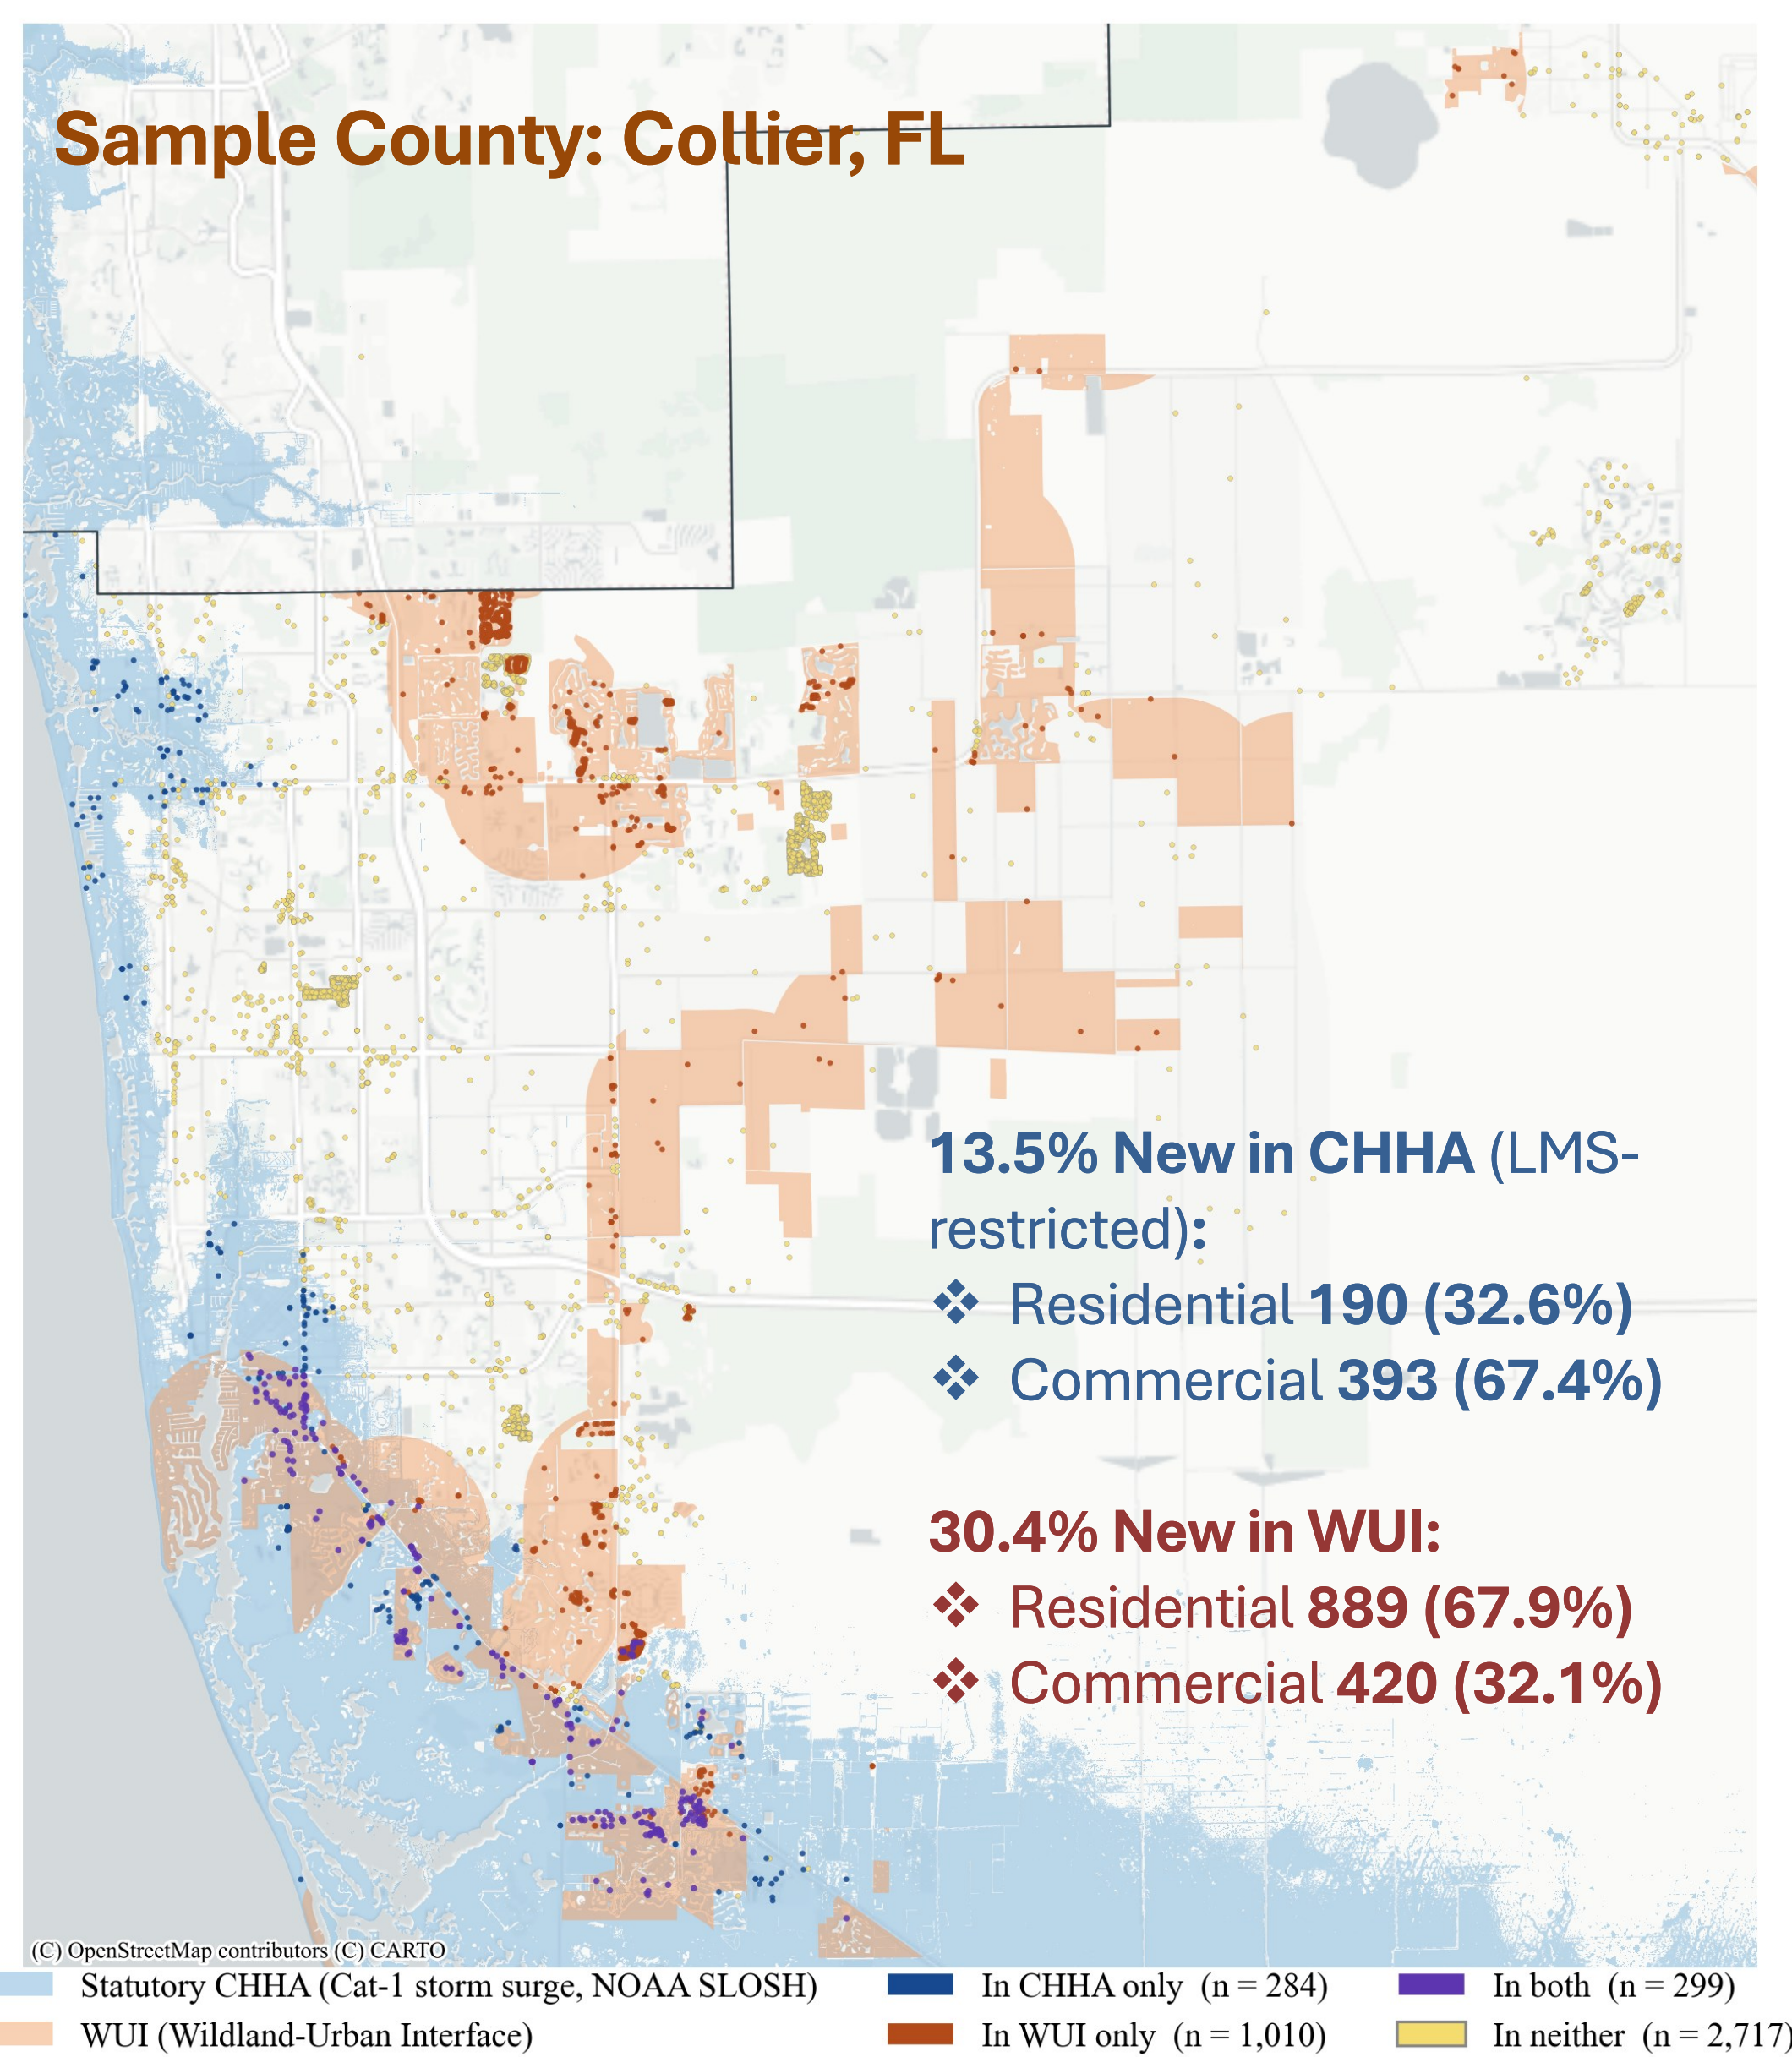 Sample County: Collier, FL
13.5% New in CHHA (LMS-
restricted):
❖ Residential 190 (32.6%)
❖ Commercial 393 (67.4%)
30.4% New in WUI:
❖ Residential 889 (67.9%)
❖ Commercial 420 (32.1%)
(C) OpenStreetMap contributors (C) CARTO
Statutory CHHA (Cat-1 storm surge, NOAA SLOSH)
WUI (Wildland-Urban Interface)
In CHHA only (n = 284)
In WUI only (n = 1,010)
In both (n = 299)
In neither (n = 2,717)